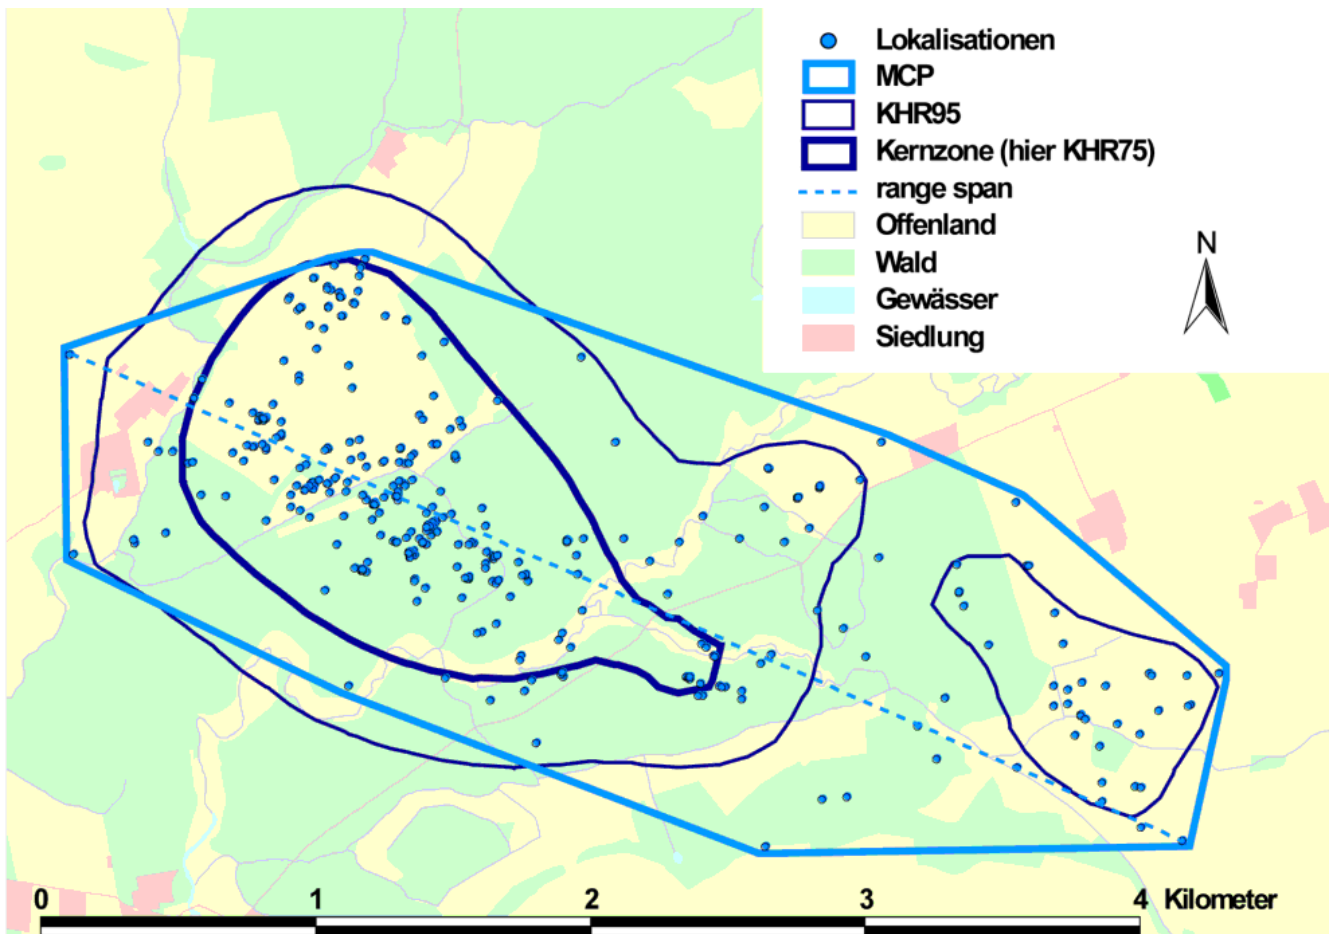 Lokalisationen
MCP
KHR95
Kernzone (hier KHR75)
range span
Offenland
Wald
Gewässer
Siedlung
N
0 1 2 3 4 Kilometer